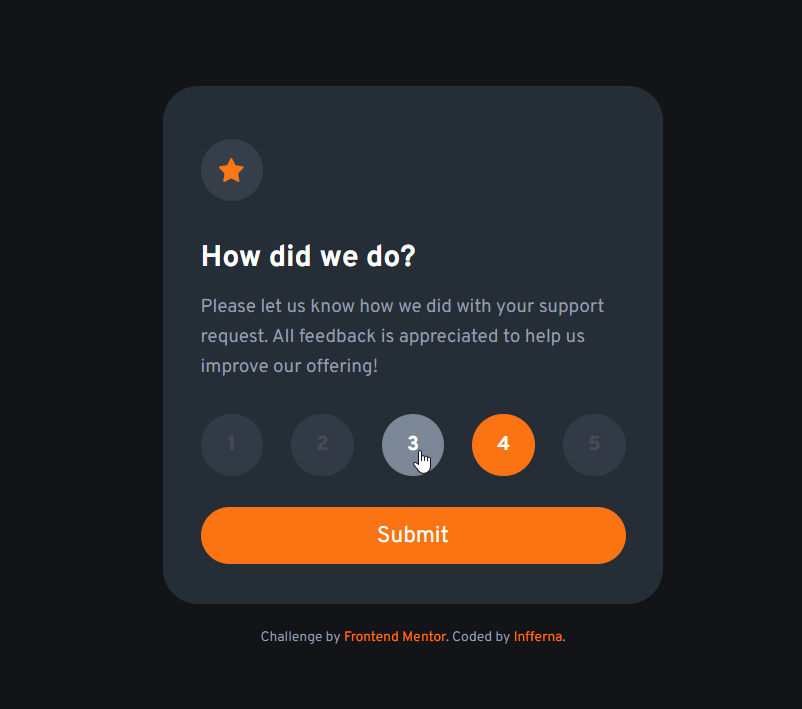 How did we do?
Please let us know how we did with your support
request. All feedback is appreciated to help us
improve our offering!
1 2 3 4 5
Submit
Challenge by Frontend Mentor. Coded by Infferna.